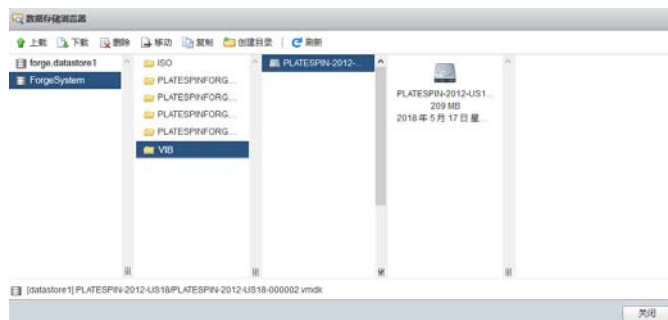 数据存储浏览器
上载 下载 删除 移动 复制 创建目录 刷新
forge.datastore1
ForgeSystem
ISO
PLATESPINFORG...
PLATESPINFORG...
PLATESPINFORG...
PLATESPINFORG...
VIB
PLATESPIN-2012-...
PLATESPIN-2012-US1...
209 MB
2018 年 5 月 17 日 星...
[datastore1] PLATESPIN-2012-US18/PLATESPIN-2012-US18-000002.vmdk
关闭